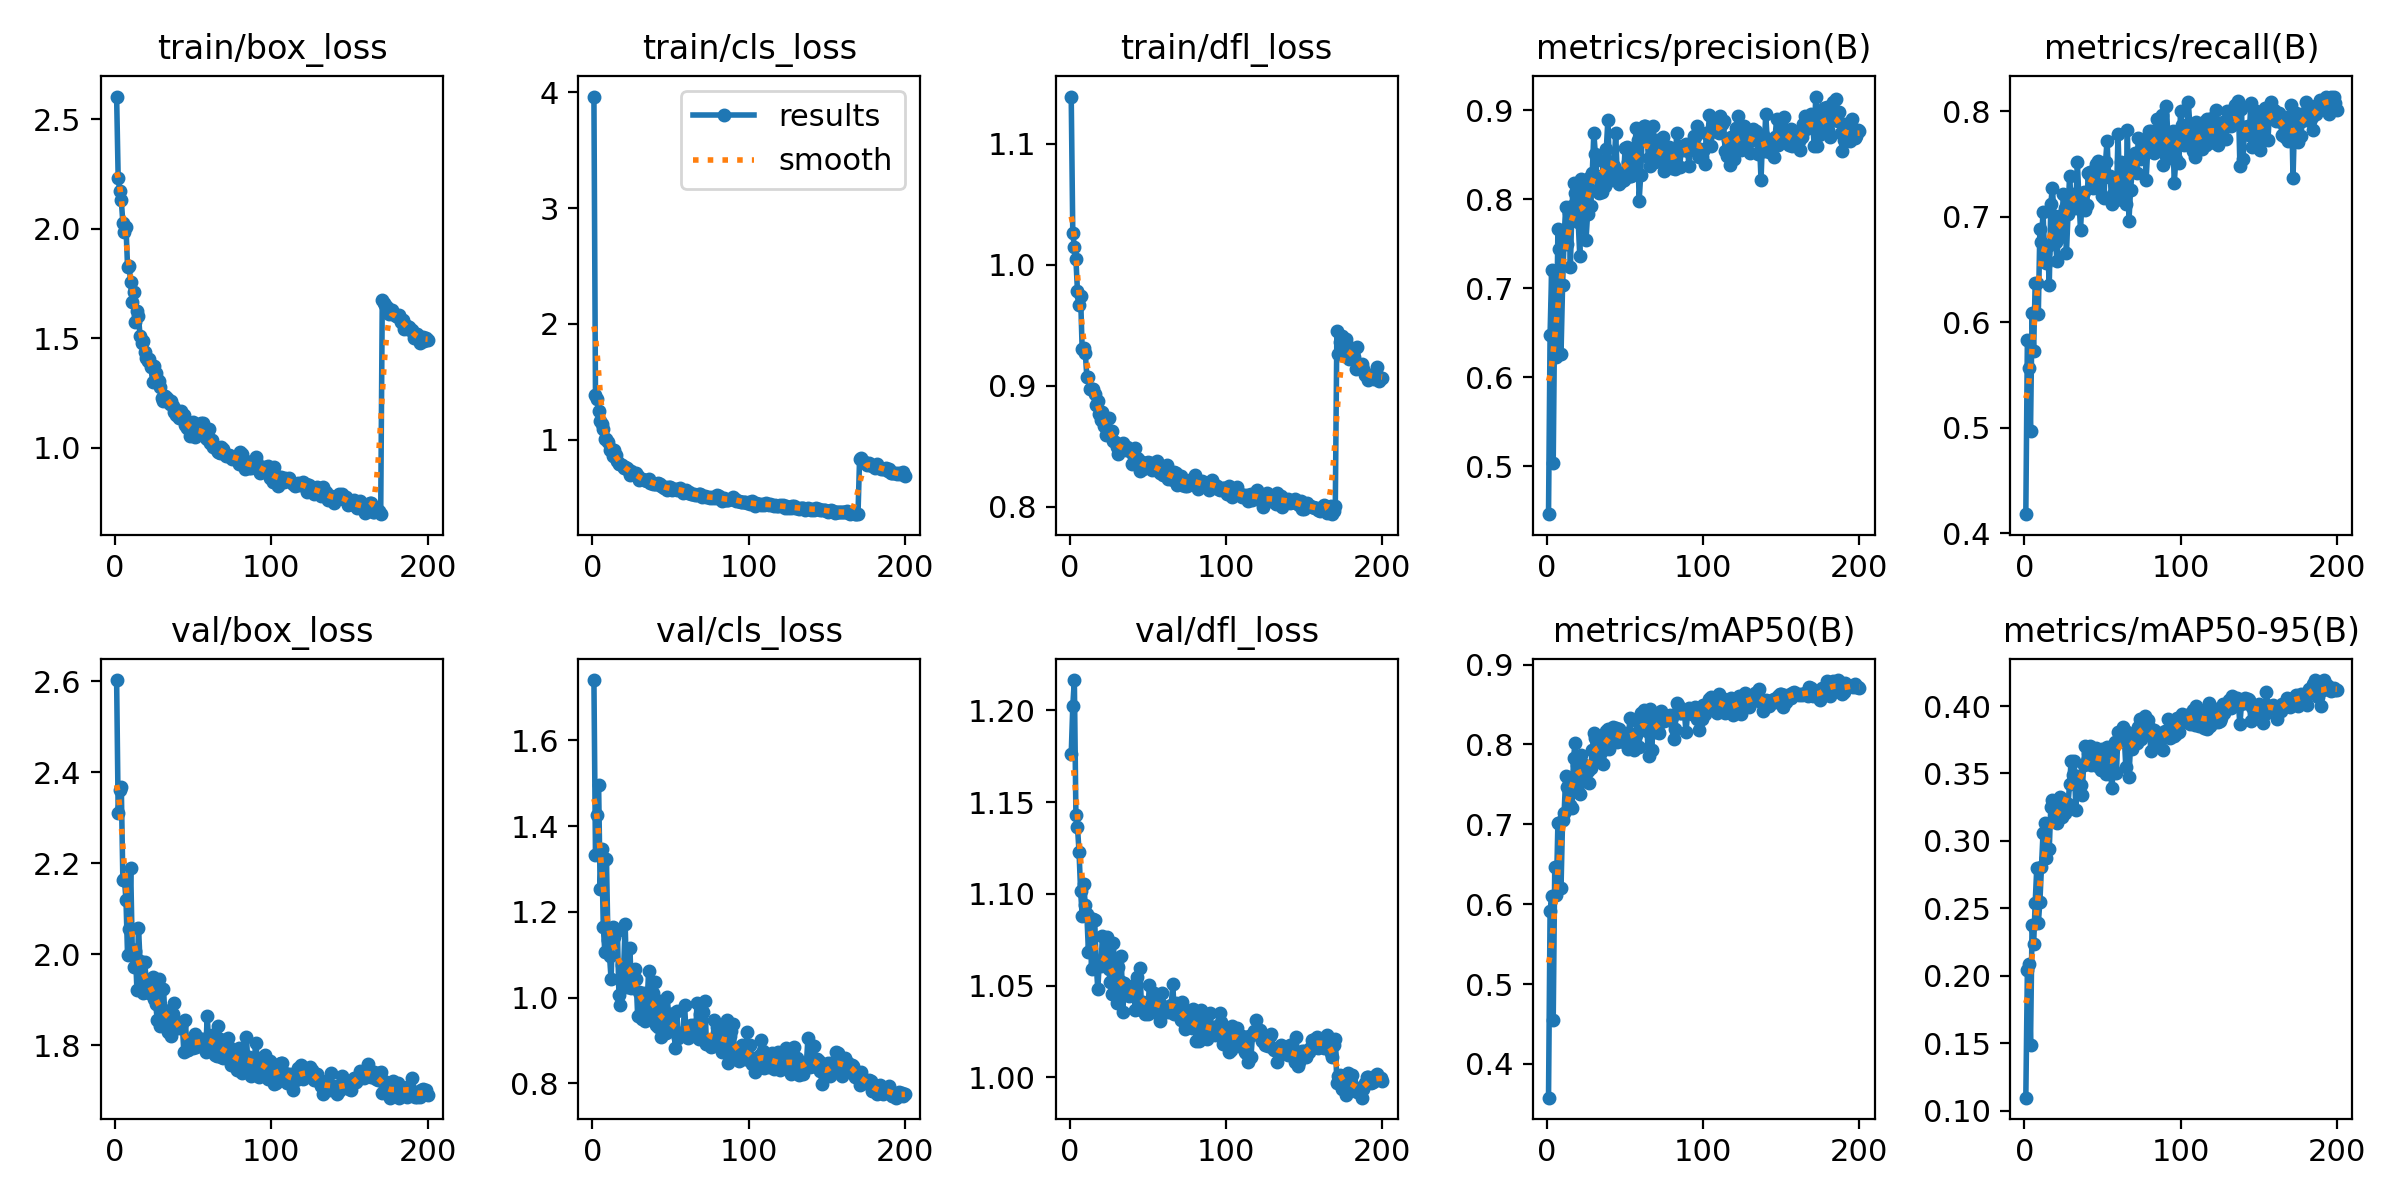 train/box_loss
train/cls_loss
train/dfl_loss
metrics/precision(B)
metrics/recall(B)
2.5
2.0
1.5
1.0
0 100 200
4
3
2
1
0 100 200
results
smooth
1.1
1.0
0.9
0.8
0 100 200
0.9
0.8
0.7
0.6
0.5
0 100 200
0.8
0.7
0.6
0.5
0.4
0 100 200
val/box_loss
val/cls_loss
val/dfl_loss
metrics/mAP50(B)
metrics/mAP50-95(B)
2.6
2.4
2.2
2.0
1.8
0 100 200
1.6
1.4
1.2
1.0
0.8
0 100 200
1.20
1.15
1.10
1.05
1.00
0 100 200
0.9
0.8
0.7
0.6
0.5
0.4
0 100 200
0.40
0.35
0.30
0.25
0.20
0.15
0.10
0 100 200